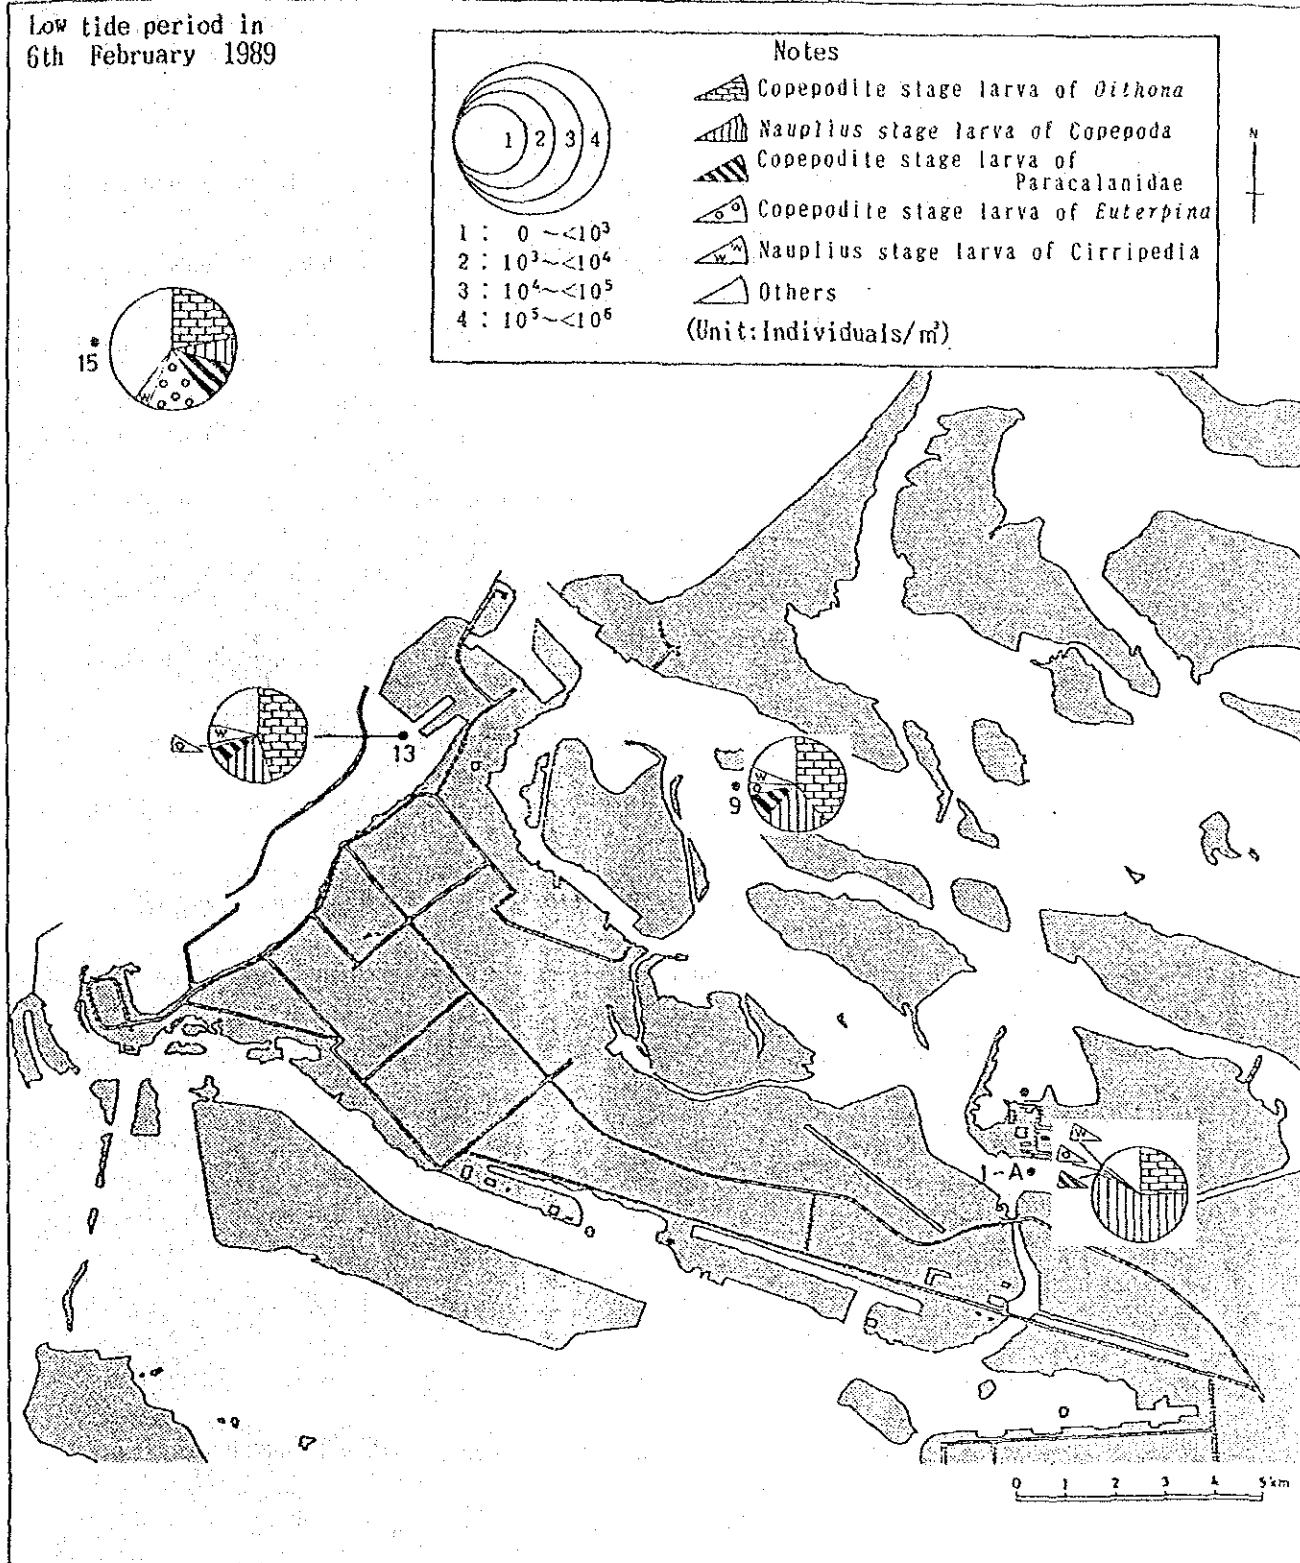 Low tide period in
6th February 1989
Notes
1 2 3 4
Copepodite stage larva of Oithona
Nauplius stage larva of Copepoda
Copepodite stage larva of
Paracalanidae
Copepodite stage larva of Euterpina
Nauplius stage larva of Cirripedia
Others
(Unit:Individuals/m³)
1 : 0 ~<10³
2 : 10³~<10⁴
3 : 10⁴~<10⁵
4 : 10⁵~<10⁶
N
15
W
13
W
9
W
1-A
W
0 1 2 3 4 5 km